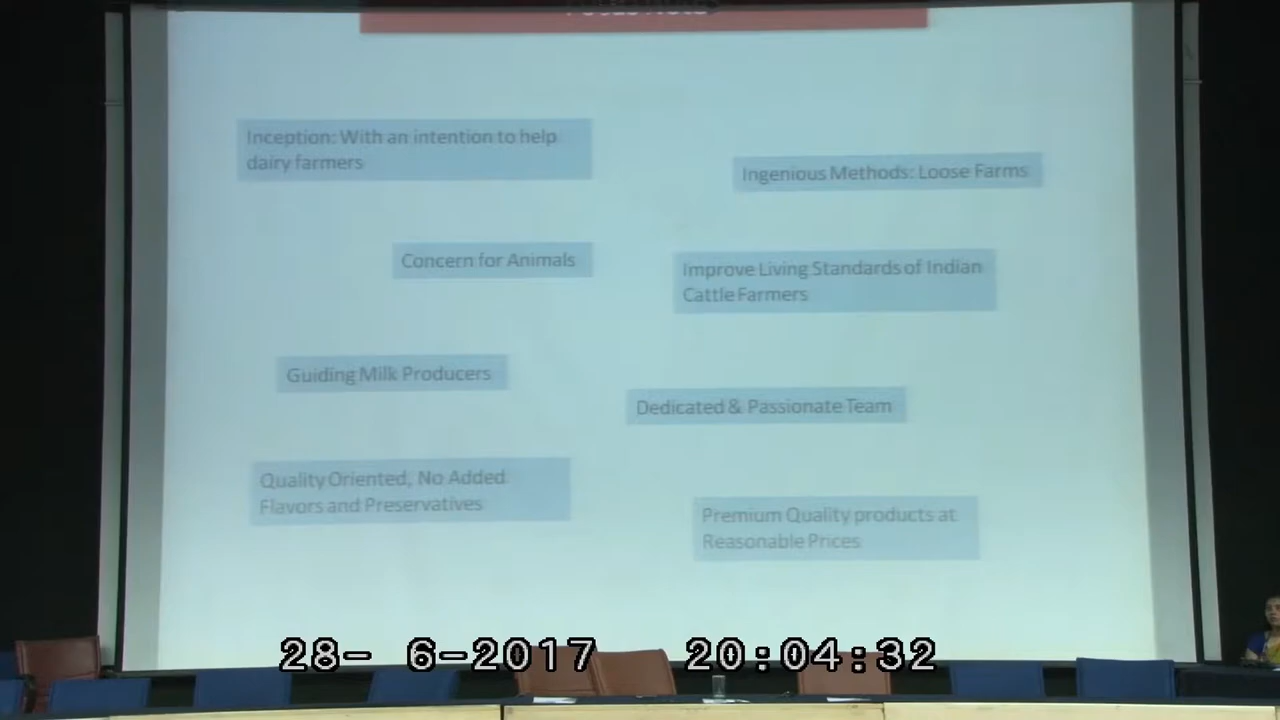 Inception: With an intention to help
dairy farmers
Ingenious Methods: Loose Farms
Concern for Animals
Improve Living Standards of Indian
Cattle Farmers
Guiding Milk Producers
Dedicated & Passionate Team
Quality Oriented, No Added
Flavors and Preservatives
Premium Quality products at
Reasonable Prices
28- 6-2017 20:04:32